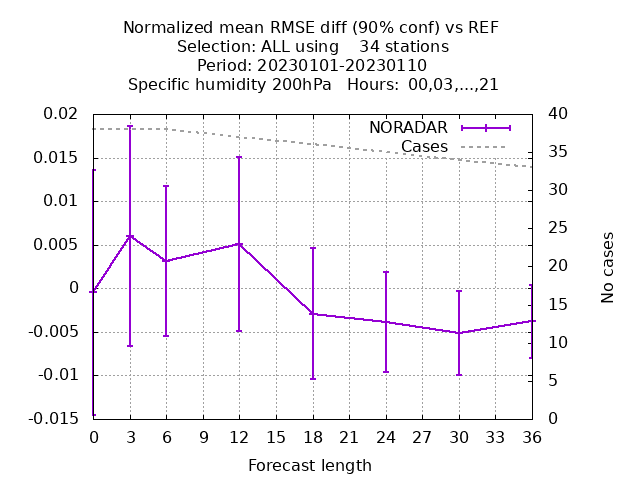 Normalized mean RMSE diff (90% conf) vs REF
Selection: ALL using    34 stations
Period: 20230101-20230110
Specific humidity 200hPa   Hours:  00,03,...,21
NORADAR
Cases
0.02
0.015
0.01
0.005
0
-0.005
-0.01
-0.015
40
35
30
25
20
15
10
5
0
No cases
0 3 6 9 12 15 18 21 24 27 30 33 36
Forecast length